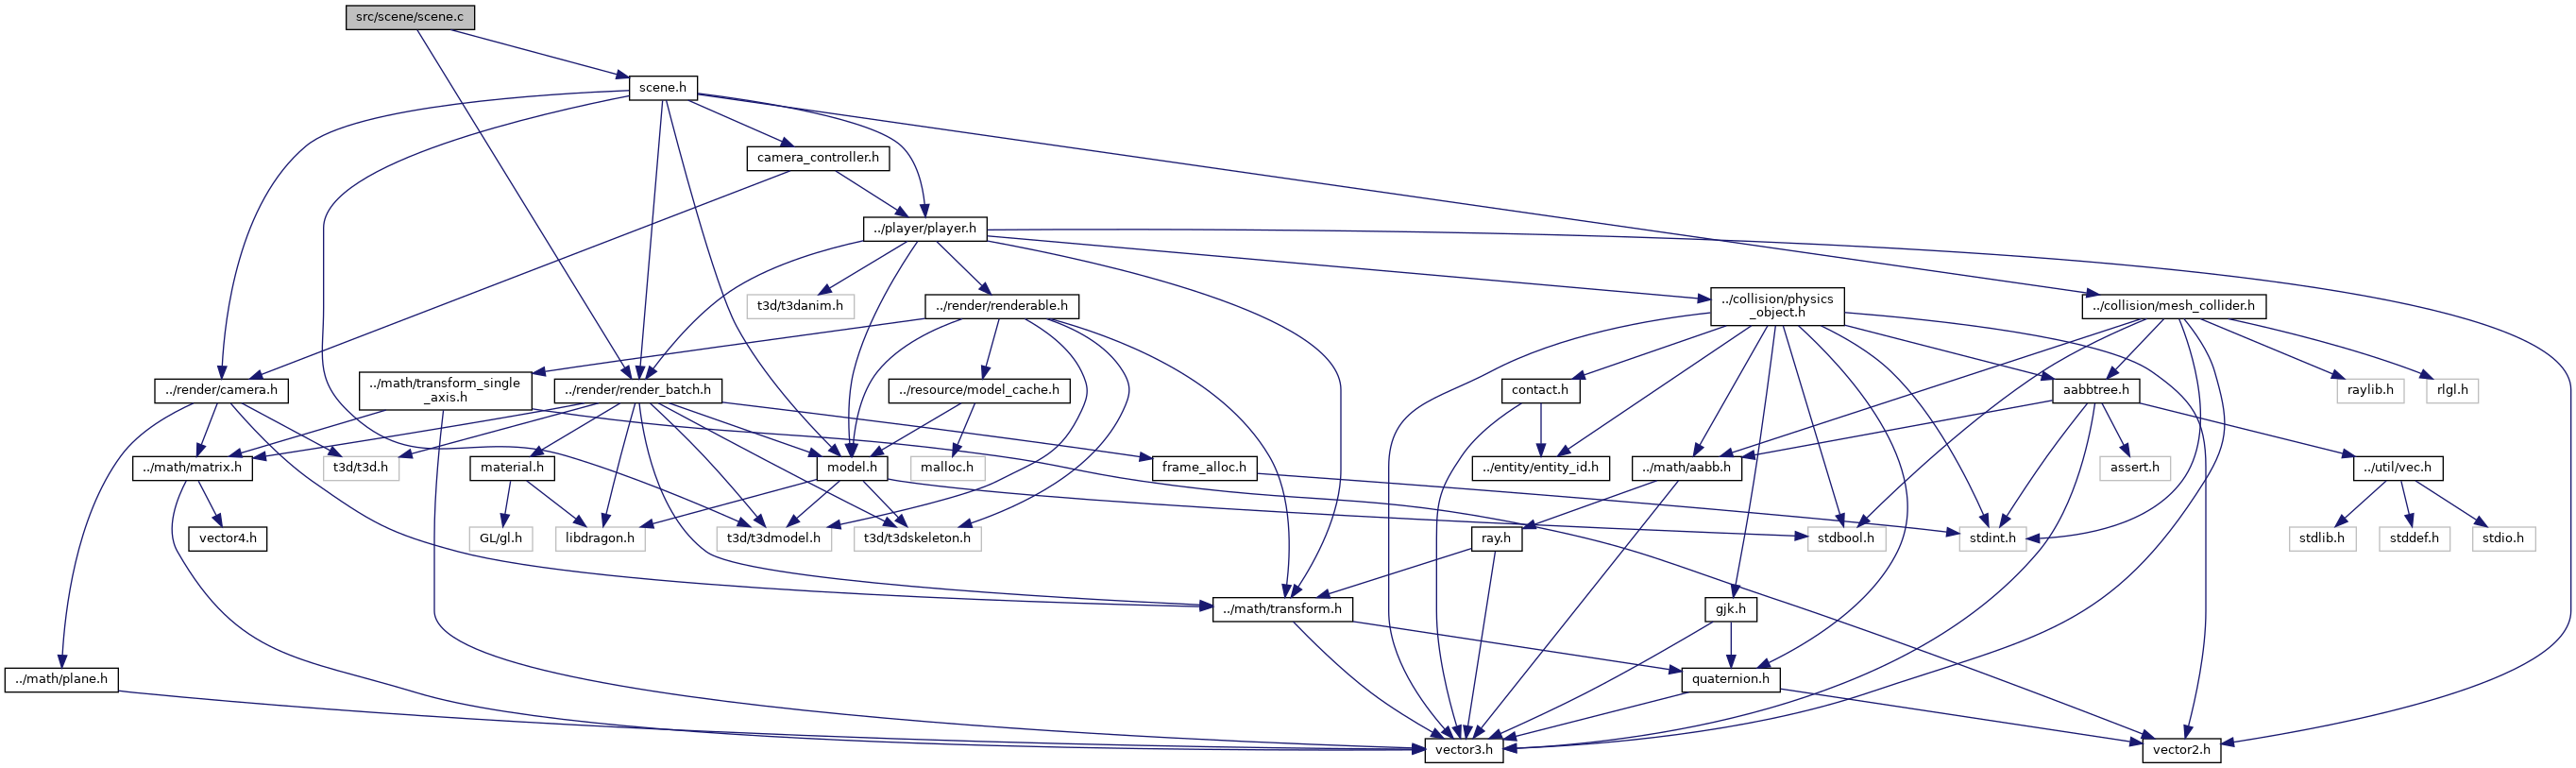 src/scene/scene.c
scene.h
camera_controller.h
../player/player.h
t3d/t3danim.h
../render/renderable.h
../collision/physics
_object.h
../collision/mesh_collider.h
../render/camera.h
../math/transform_single
_axis.h
../render/render_batch.h
../resource/model_cache.h
contact.h
aabbtree.h
raylib.h
rlgl.h
../math/matrix.h
t3d/t3d.h
material.h
model.h
malloc.h
frame_alloc.h
../entity/entity_id.h
../math/aabb.h
assert.h
../util/vec.h
vector4.h
GL/gl.h
libdragon.h
t3d/t3dmodel.h
t3d/t3dskeleton.h
ray.h
stdbool.h
stdint.h
stdlib.h
stddef.h
stdio.h
../math/transform.h
gjk.h
../math/plane.h
quaternion.h
vector3.h
vector2.h